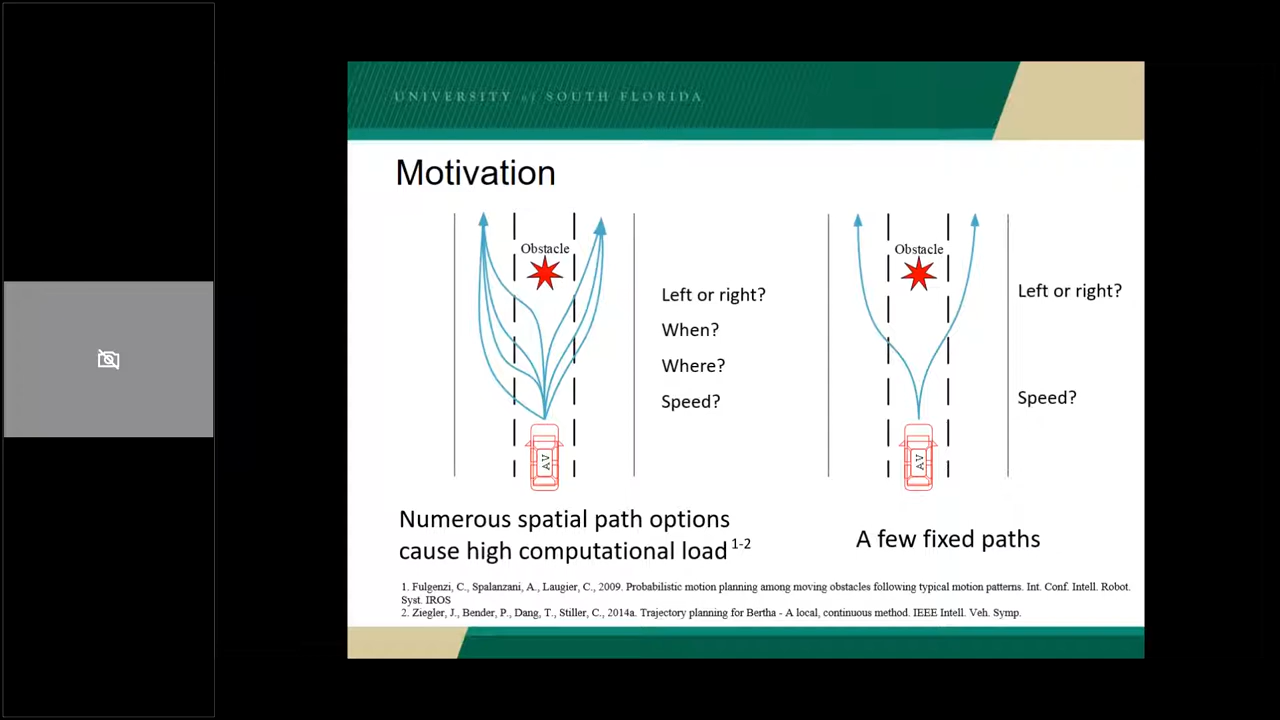 UNIVERSITY of SOUTH FLORIDA
Motivation
Obstacle
Left or right?
When?
Where?
Speed?
AV
Numerous spatial path options
cause high computational load 1-2
Obstacle
Left or right?
Speed?
AV
A few fixed paths
1. Fulgenzi, C., Spalanzani, A., Laugier, C., 2009. Probabilistic motion planning among moving obstacles following typical motion patterns. Int. Conf. Intell. Robot.
Syst. IROS
2. Ziegler, J., Bender, P., Dang, T., Stiller, C., 2014a. Trajectory planning for Bertha - A local, continuous method. IEEE Intell. Veh. Symp.